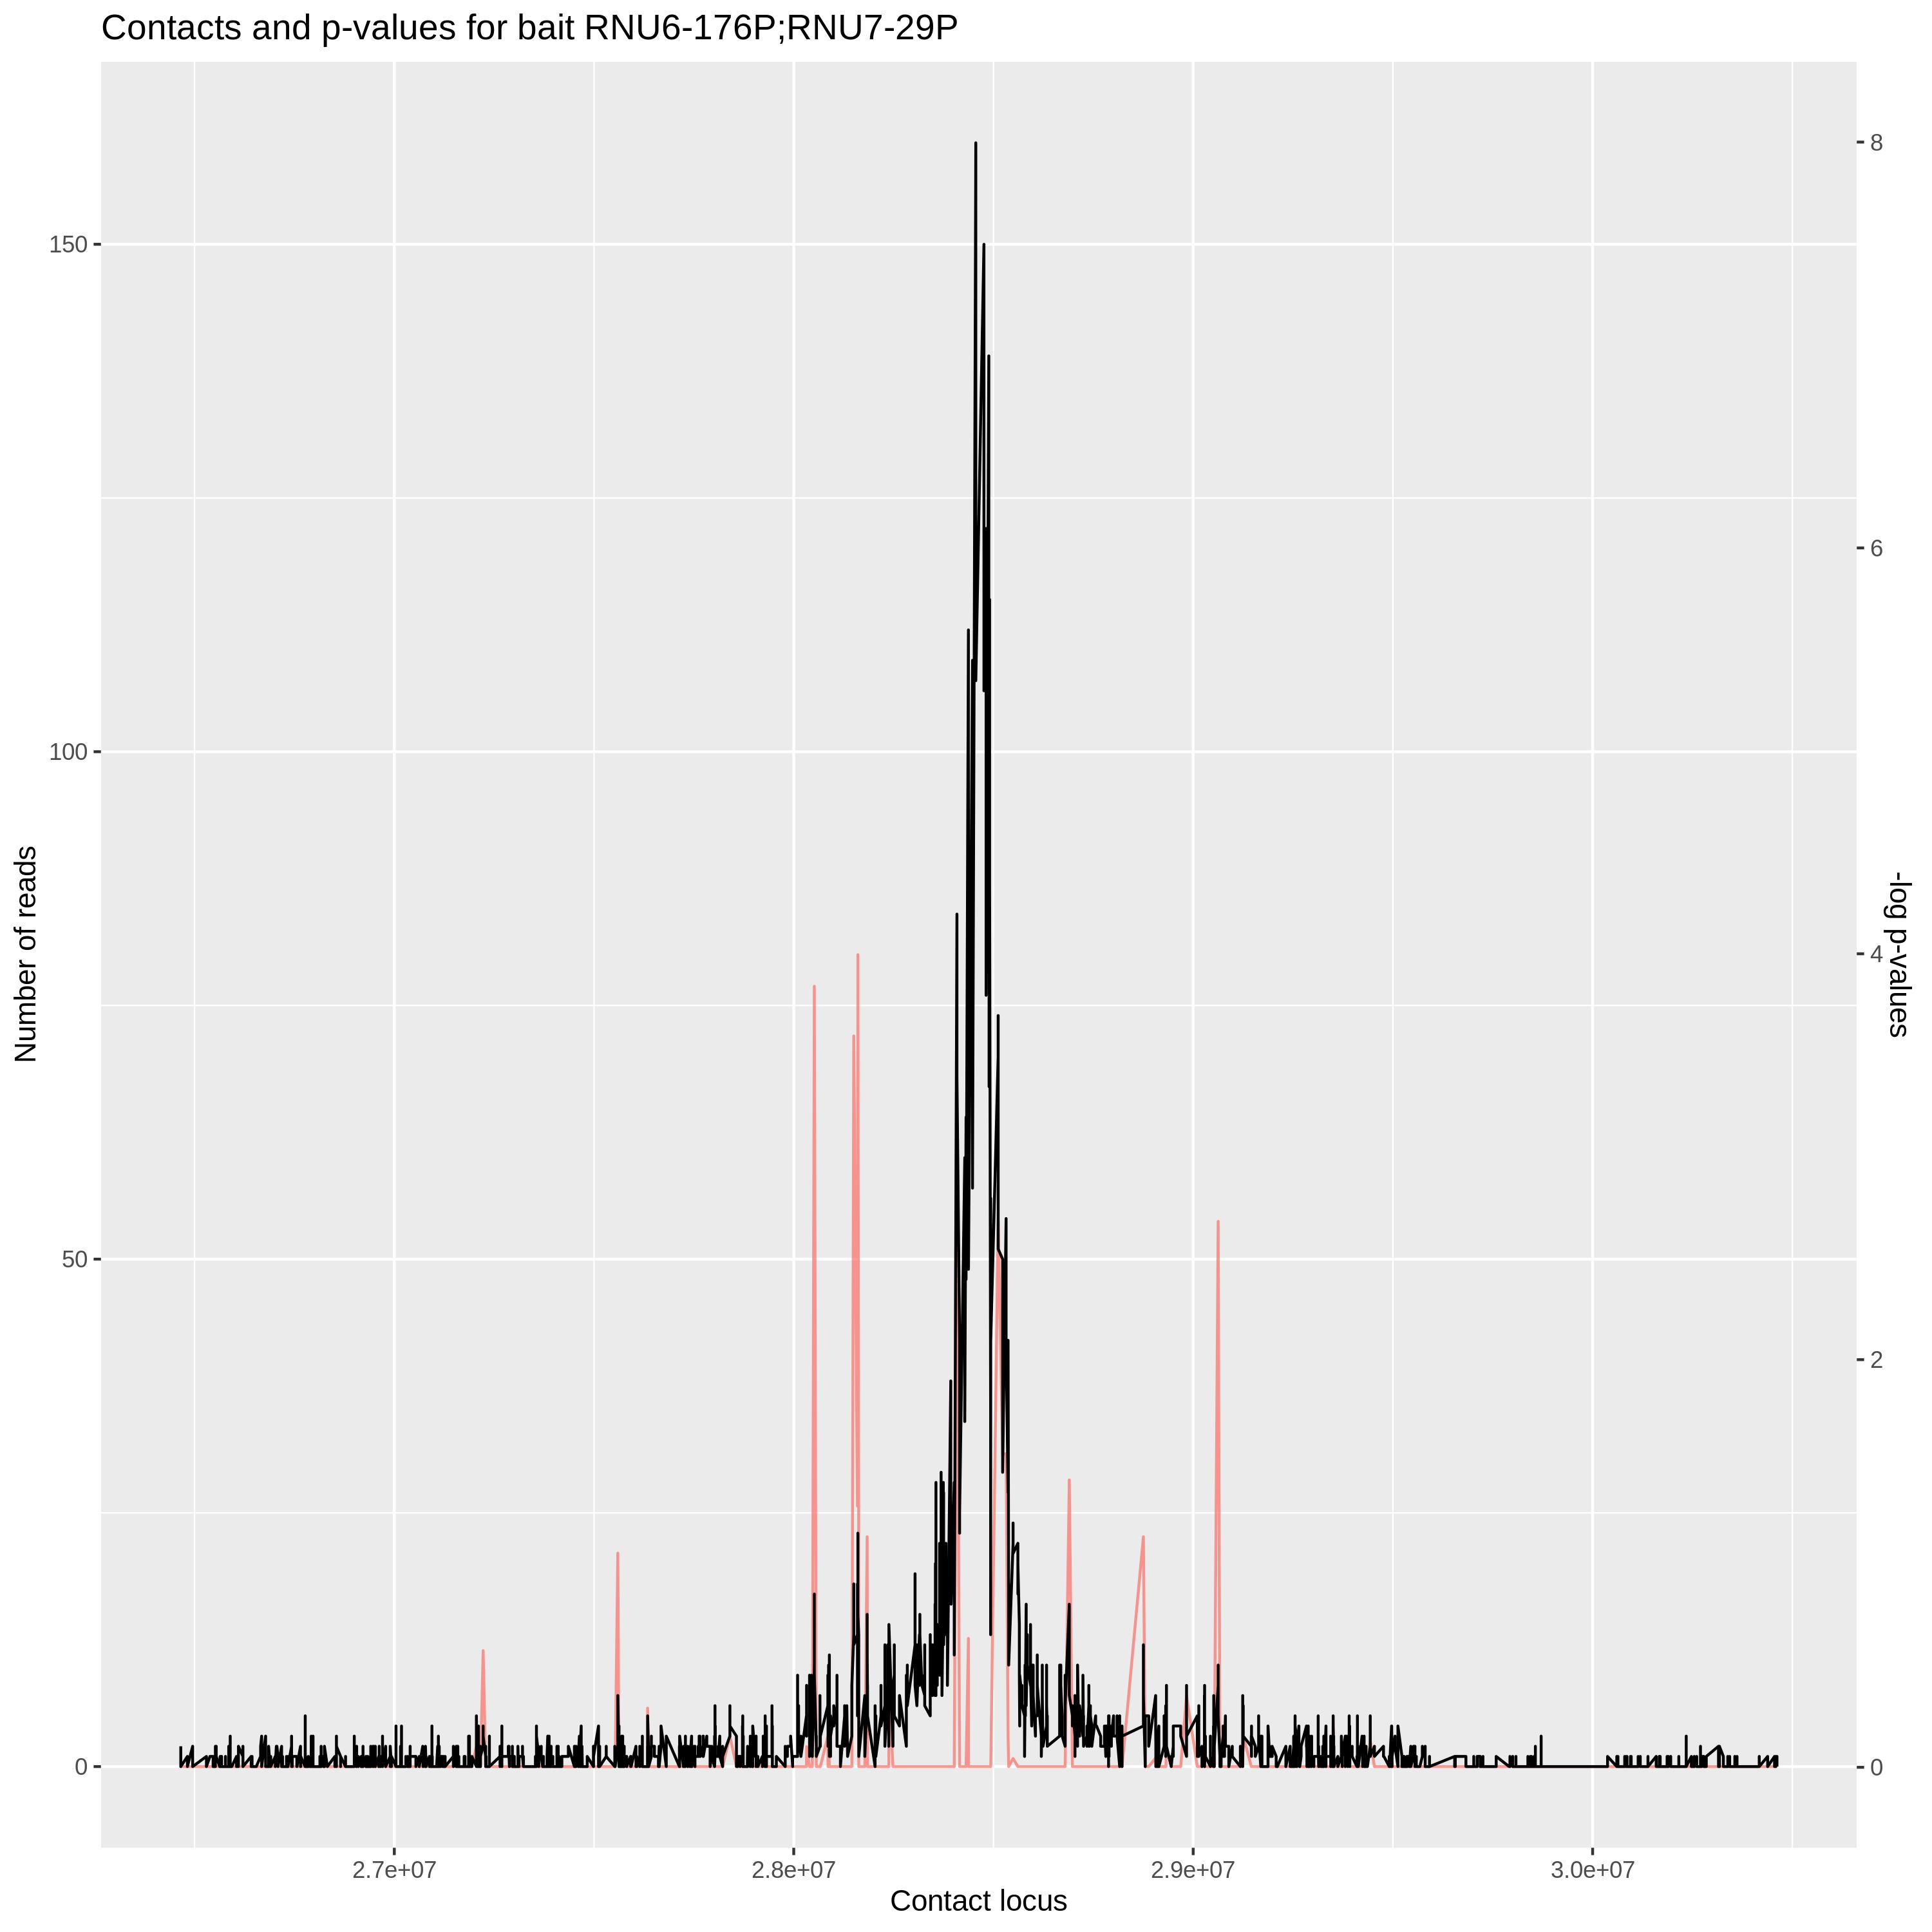 Contacts and p-values for bait RNU6-176P;RNU7-29P
150
100
50
0
Number of reads
8
6
4
2
0
-log p-values
2.7e+07
2.8e+07
2.9e+07
3.0e+07
Contact locus